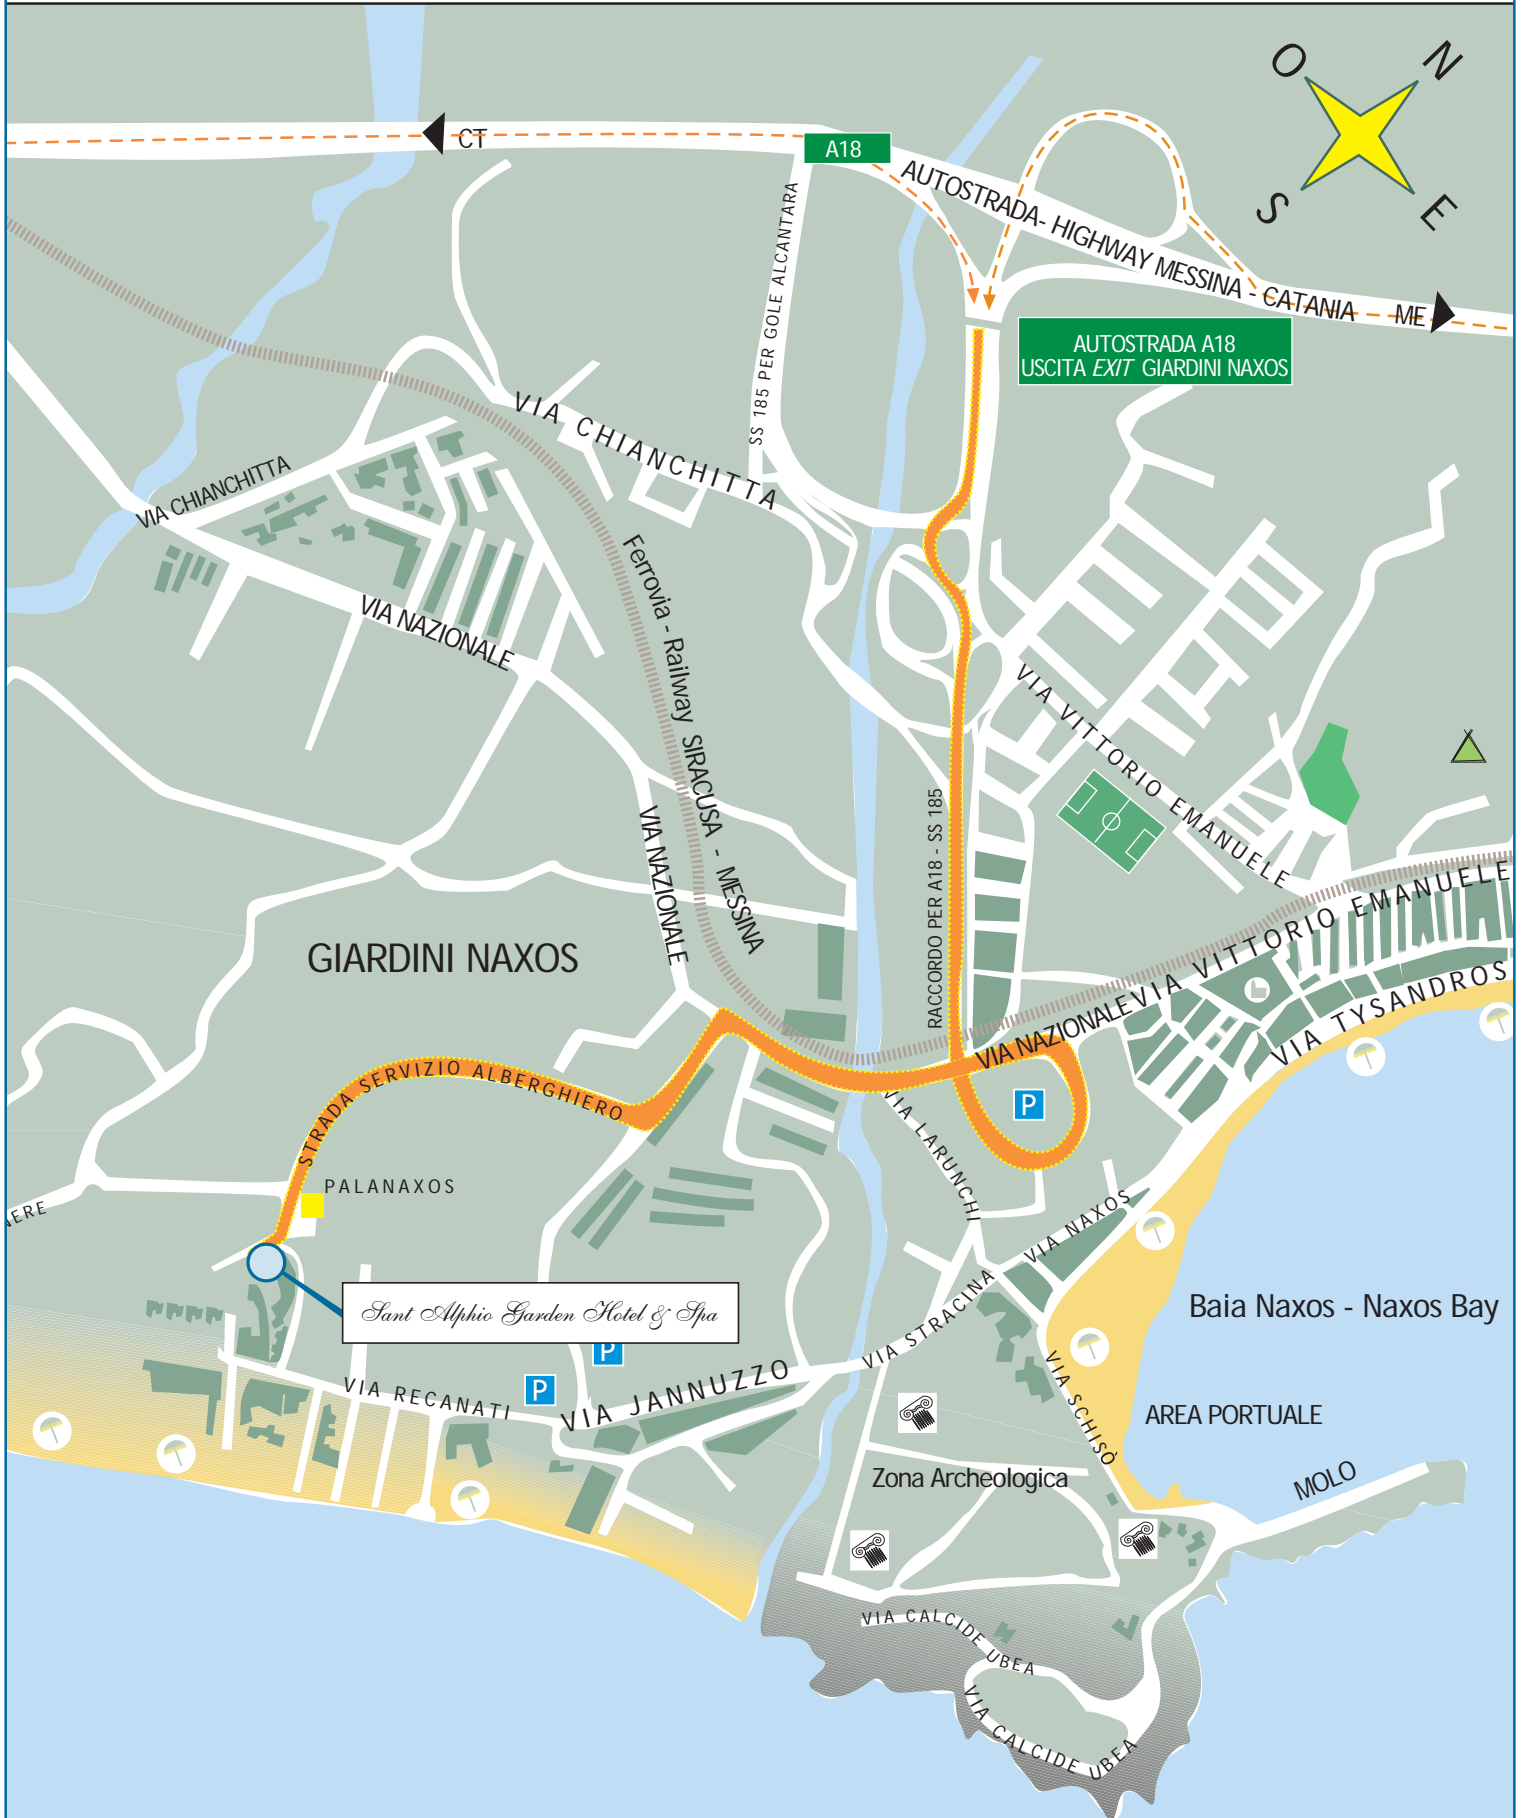 O
N
S
E
CT
A18
AUTOSTRADA- HIGHWAY MESSINA - CATANIA
ME
AUTOSTRADA A18
USCITA EXIT GIARDINI NAXOS
SS 185 PER GOLE ALCANTARA
VIA CHIANCHITTA
VIA CHIANCHITTA
VIA NAZIONALE
Ferrovia - Railway SIRACUSA - MESSINA
VIA VITTORIO EMANUELE
RACCORDO PER A18 - SS 185
VIA NAZIONALE
GIARDINI NAXOS
VIA NAZIONALE
VIA VITTORIO EMANUELE
VIA TYSANDROS
STRADA SERVIZIO ALBERGHIERO
P
VIA LARUNCHI
PALANAXOS
NERE
VIA NAXOS
Sant Alphio Garden Hotel & Spa
P
P
VIA STRACINA
Baia Naxos - Naxos Bay
VIA RECANATI
VIA JANNUZZO
VIA SCHISÒ
AREA PORTUALE
Zona Archeologica
MOLO
VIA CALCIDE UBEA
VIA CALCIDE UBEA